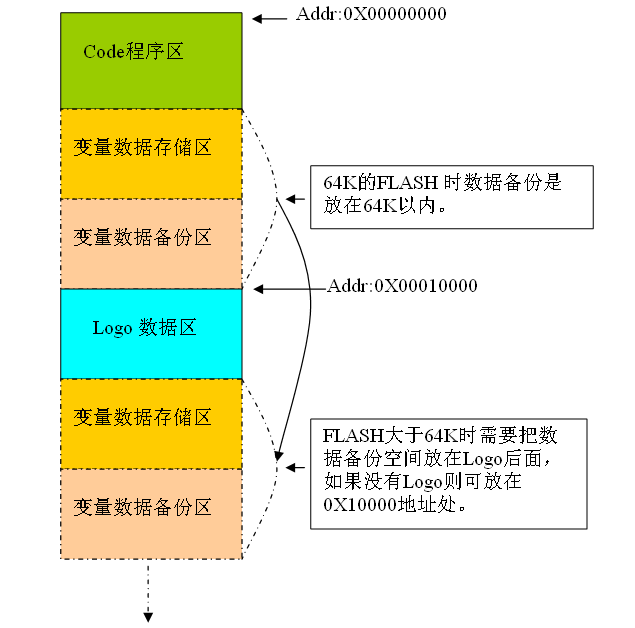 Addr:0X00000000
Code程序区
变量数据存储区
64K的FLASH 时数据备份是
放在64K以内。
变量数据备份区
Addr:0X00010000
Logo 数据区
变量数据存储区
FLASH大于64K时需要把数
据备份空间放在Logo后面，
如果没有Logo则可放在
0X10000地址处。
变量数据备份区